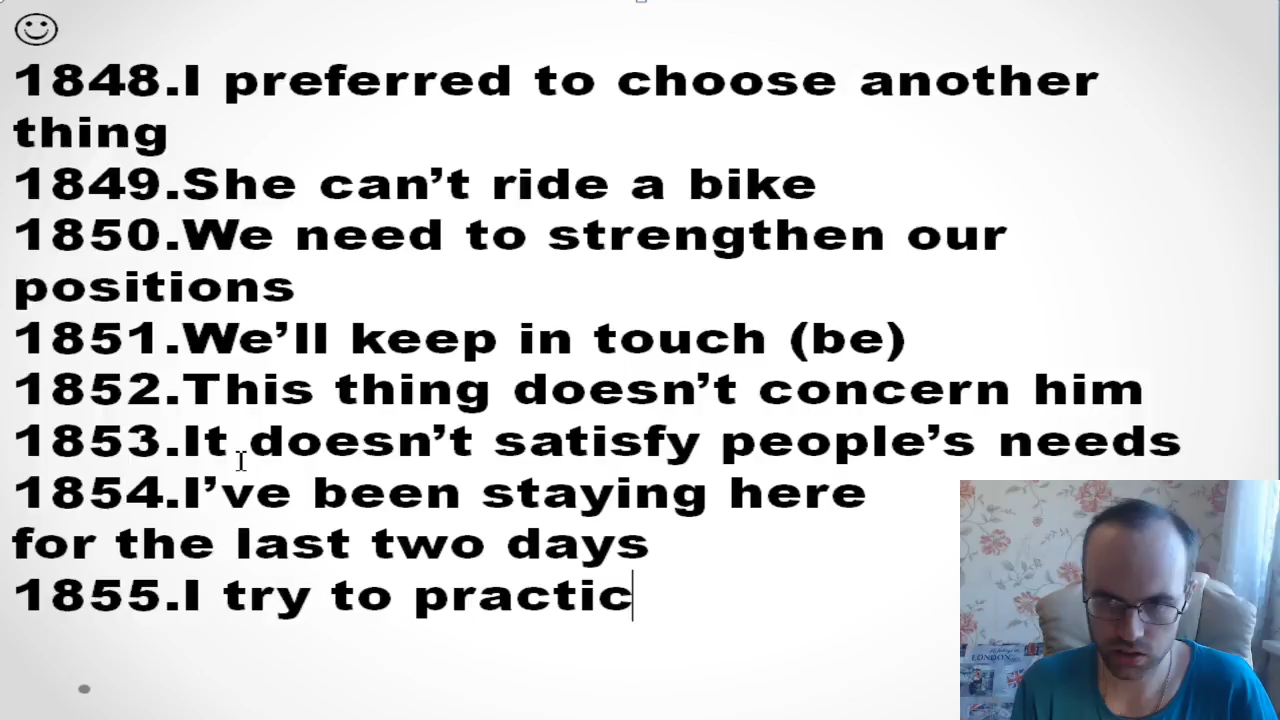 1848.I preferred to choose another
thing
1849.She can’t ride a bike
1850.We need to strengthen our
positions
1851.We’ll keep in touch (be)
1852.This thing doesn’t concern him
1853.It doesn’t satisfy people’s needs
1854.I’ve been staying here
for the last two days
1855.I try to practic
LONDON